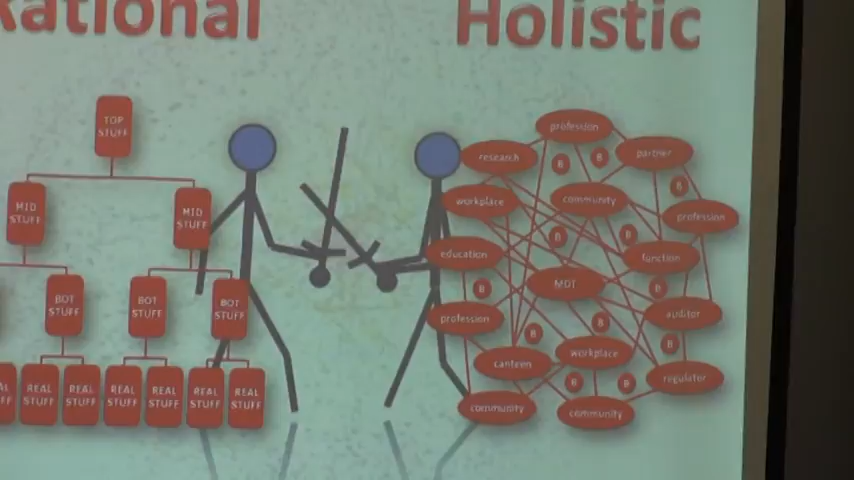 Rational
Holistic
TOP
STUFF
MID
STUFF
MID
STUFF
BOT
STUFF
BOT
STUFF
BOT
STUFF
REAL
STUFF
REAL
STUFF
REAL
STUFF
REAL
STUFF
REAL
STUFF
REAL
STUFF
profession
research
partner
R
R
R
workplace
community
profession
R
R
education
function
MDT
R
R
profession
auditor
R
R
R
canteen
workplace
regulator
R
R
community
community